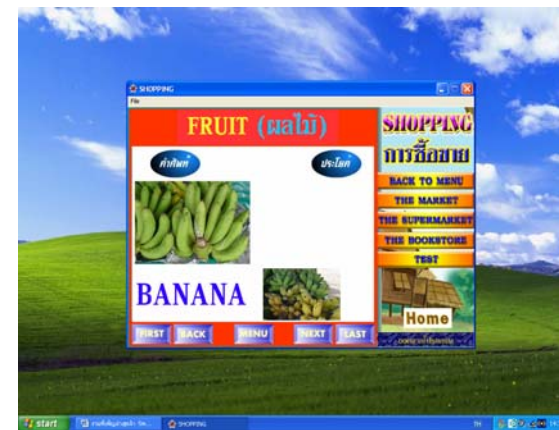 SHOPPING
File
FRUIT (ผลไม้)
คำศัพท์
ประโยค
BANANA
FIRST
BACK
MENU
NEXT
LAST
SHOPPING
การซื้อขาย
BACK TO MENU
THE MARKET
THE SUPERMARKET
THE BOOKSTORE
TEST
Home
start
SHOPPING
TH